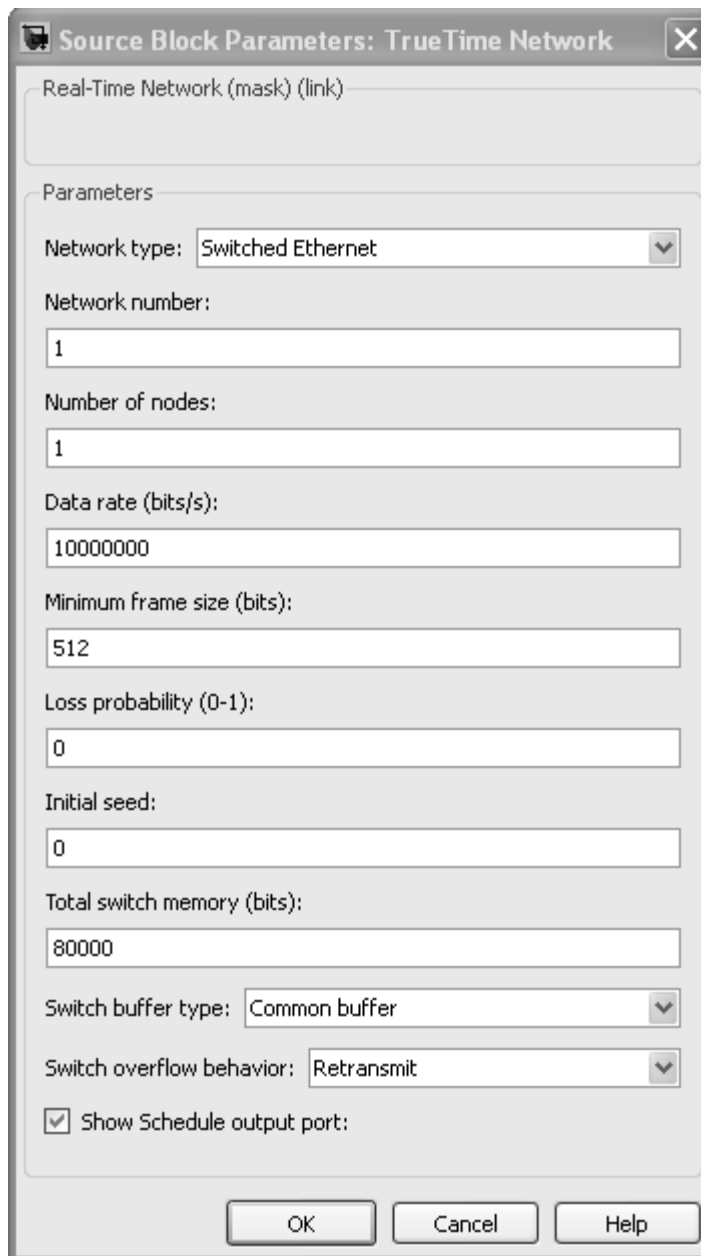 Source Block Parameters: TrueTime Network
Real-Time Network (mask) (link)
Parameters
Network type: Switched Ethernet
Network number:
1
Number of nodes:
1
Data rate (bits/s):
10000000
Minimum frame size (bits):
512
Loss probability (0-1):
0
Initial seed:
0
Total switch memory (bits):
80000
Switch buffer type: Common buffer
Switch overflow behavior: Retransmit
Show Schedule output port:
OK Cancel Help